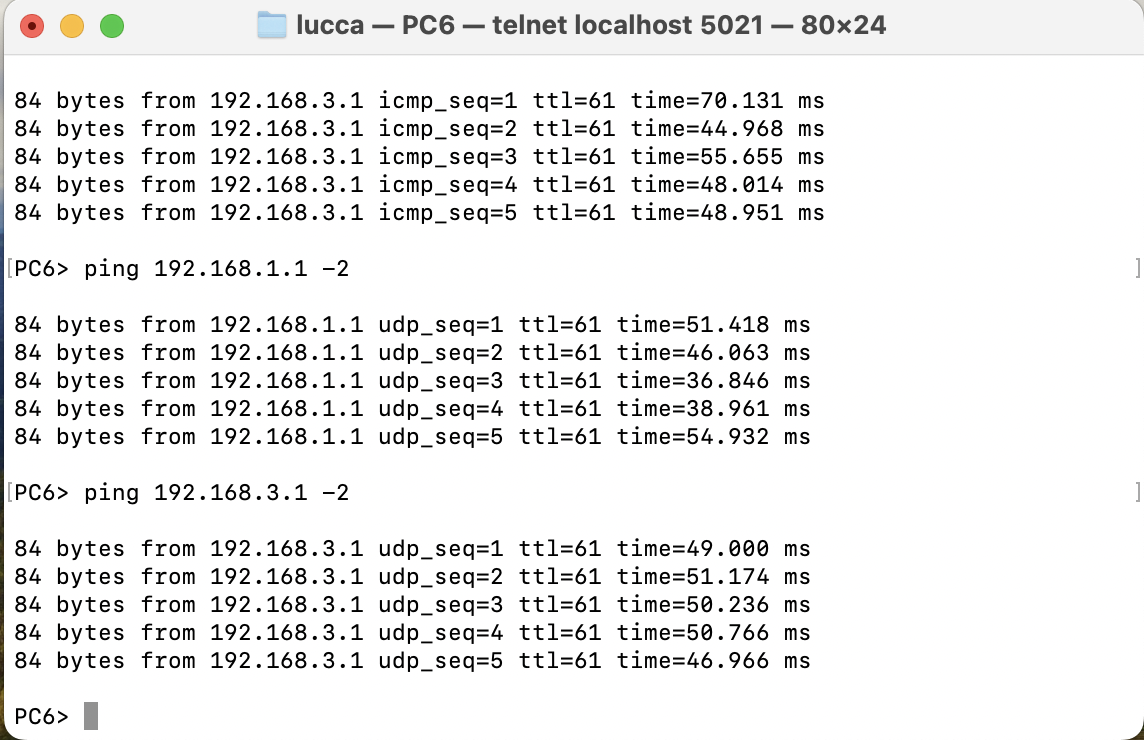 lucca — PC6 — telnet localhost 5021 — 80×24
84 bytes from 192.168.3.1 icmp_seq=1 ttl=61 time=70.131 ms
84 bytes from 192.168.3.1 icmp_seq=2 ttl=61 time=44.968 ms
84 bytes from 192.168.3.1 icmp_seq=3 ttl=61 time=55.655 ms
84 bytes from 192.168.3.1 icmp_seq=4 ttl=61 time=48.014 ms
84 bytes from 192.168.3.1 icmp_seq=5 ttl=61 time=48.951 ms
[PC6> ping 192.168.1.1 -2 ]
84 bytes from 192.168.1.1 udp_seq=1 ttl=61 time=51.418 ms
84 bytes from 192.168.1.1 udp_seq=2 ttl=61 time=46.063 ms
84 bytes from 192.168.1.1 udp_seq=3 ttl=61 time=36.846 ms
84 bytes from 192.168.1.1 udp_seq=4 ttl=61 time=38.961 ms
84 bytes from 192.168.1.1 udp_seq=5 ttl=61 time=54.932 ms
[PC6> ping 192.168.3.1 -2 ]
84 bytes from 192.168.3.1 udp_seq=1 ttl=61 time=49.000 ms
84 bytes from 192.168.3.1 udp_seq=2 ttl=61 time=51.174 ms
84 bytes from 192.168.3.1 udp_seq=3 ttl=61 time=50.236 ms
84 bytes from 192.168.3.1 udp_seq=4 ttl=61 time=50.766 ms
84 bytes from 192.168.3.1 udp_seq=5 ttl=61 time=46.966 ms
PC6>